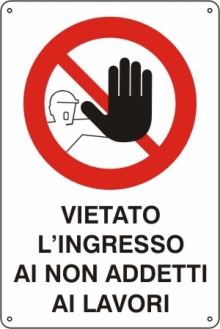 VIETATO
L'INGRESSO
AI NON ADDETTI
AI LAVORI